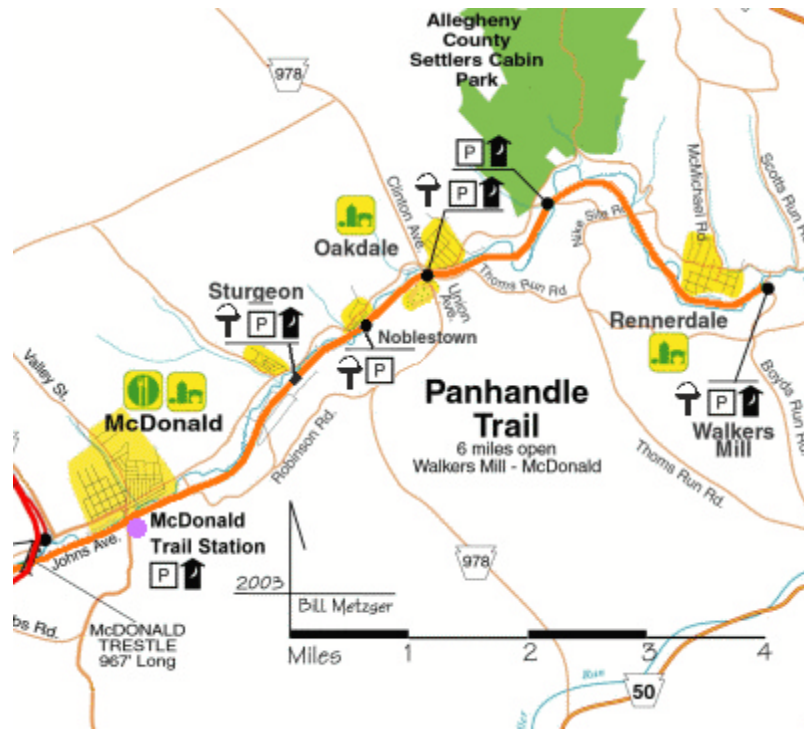 Allegheny
County
Settlers Cabin
Park
978
P
P
Clinton Ave.
McMichael Rd
Scotts Run Rd.
Nike Site R
Oakdale
Thoms Run Rd.
Union
Ave.
Sturgeon
P
Noblestown
P
Rennerdale
Valley St.
McDonald
Robinson Rd.
Panhandle
Trail
6 miles open
Walkers Mill - McDonald
P
Walkers
Mill
Boyds Run Rd.
Thoms Run Rd.
McDonald
Trail Station
P
Johns Ave.
bs Rd.
McDONALD
TRESTLE
967' Long
2003
Bill Metzger
978
Miles
1
2
3
4
Run
50
ller